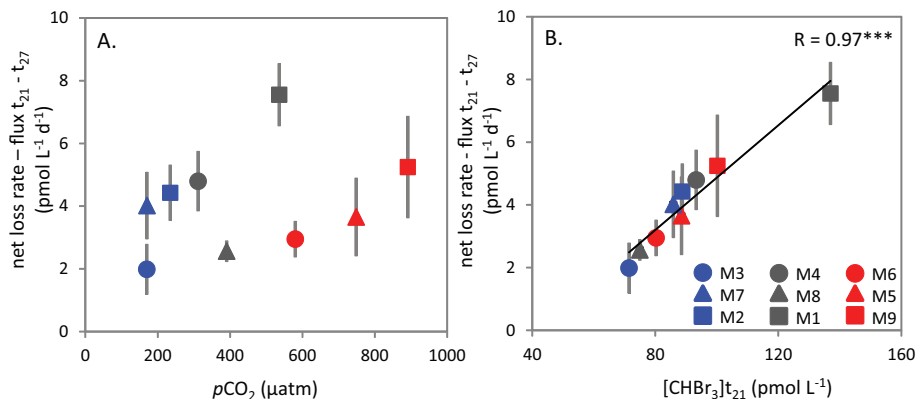 A.
net loss rate – flux t21 - t27
(pmol L-1 d-1)
10
8
6
4
2
0
0 200 400 600 800 1000
pCO2 (µatm)
B.
R = 0.97***
net loss rate - flux t21 - t27
(pmol L-1 d-1)
10
8
6
4
2
0
M3 M4 M6
M7 M8 M5
M2 M1 M9
40 80 120 160
[CHBr3]t21 (pmol L-1)